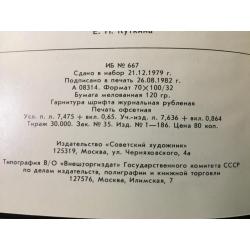 Е. Н. Куткина
ИБ № 667
Сдано в набор 21.12.1979 г.
Подписано в печать 26.08.1982 г.
А 08314. Формат 70×100/32
Бумага мелованная 120 гр.
Гарнитура шрифта журнальная рубленая
Печать офсетная
Усл. п. л. 7,475 + вкл. 0,65. Уч.-изд. л. 7,636 + вкл. 0,864
Тираж 30.000. Зак. № 35. Изд. № 1—186. Цена 80 коп.
Издательство «Советский художник»
125319, Москва, ул. Черняховского, 4а
Типография В/О «Внешторгиздат» Государственного комитета СССР
по делам издательств, полиграфии и книжной торговли
127576, Москва, Илимская, 7